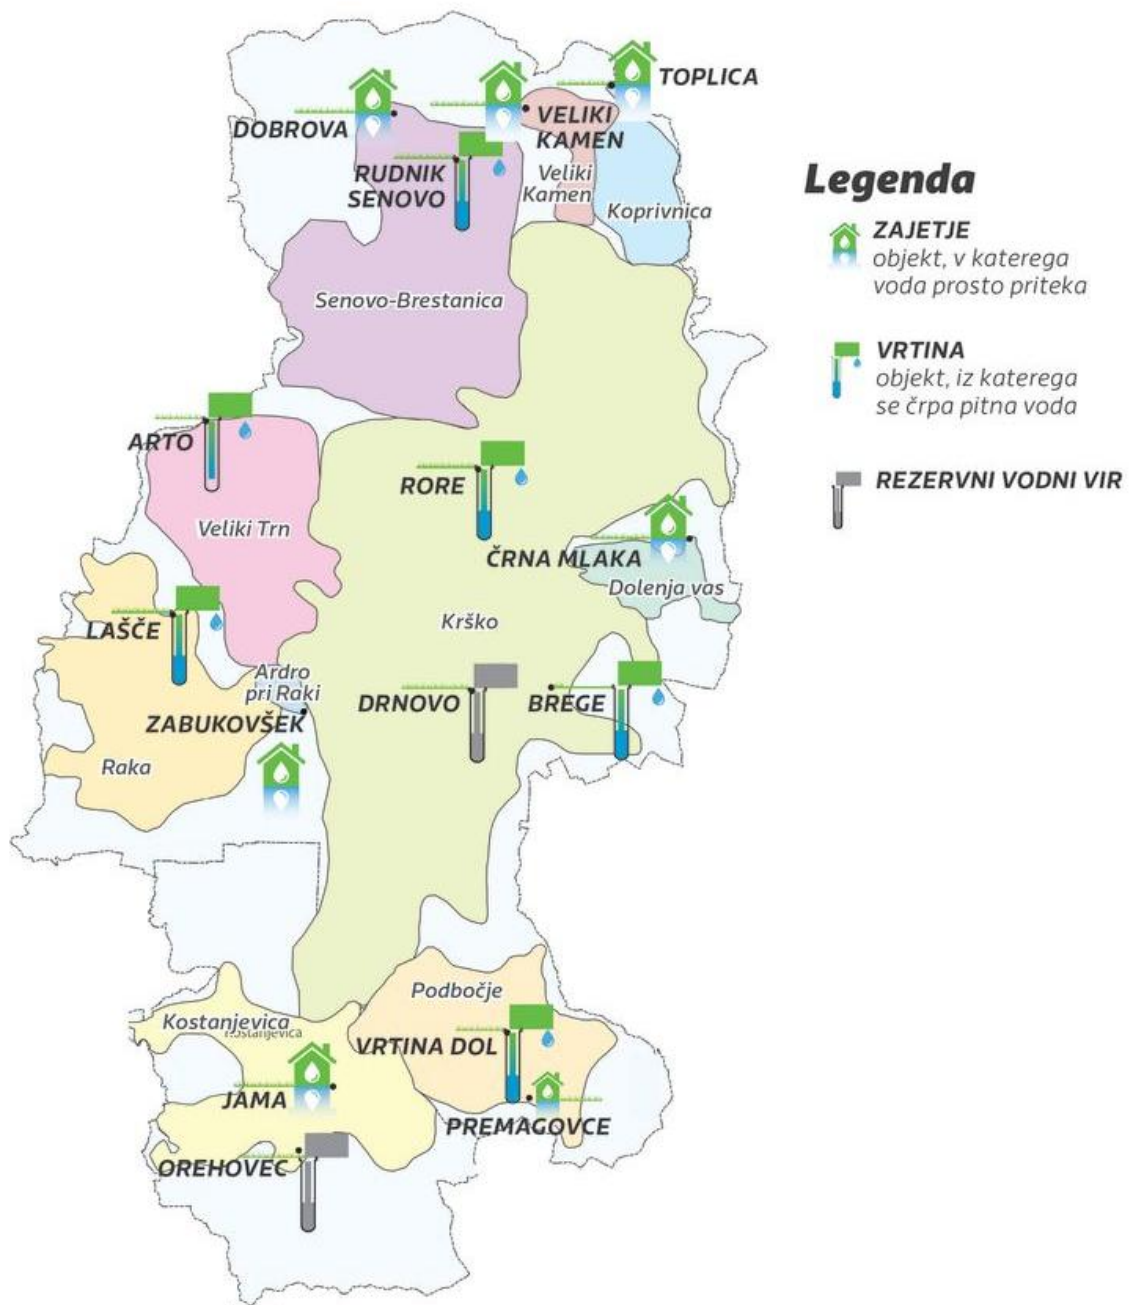 TOPLICA
DOBROVA
VELIKI
KAMEN
RUDNIK
SENOVO
Veliki
Kamen
Koprivnica
Senovo-Brestanica
ARTO
RORE
Veliki Trn
ČRNA MLAKA
Dolenja vas
LAŠČE
Krško
Ardro
pri Raki
DRNOVO
BREGE
ZABUKOVŠEK
Raka
Podbočje
Kostanjevica
Kostanjevica
VRTINA DOL
JAMA
PREMAGOVCE
OREHOVEC
Legenda
ZAJETJE
objekt, v katerega
voda prosto priteka
VRTINA
objekt, iz katerega
se črpa pitna voda
REZERVNI VODNI VIR